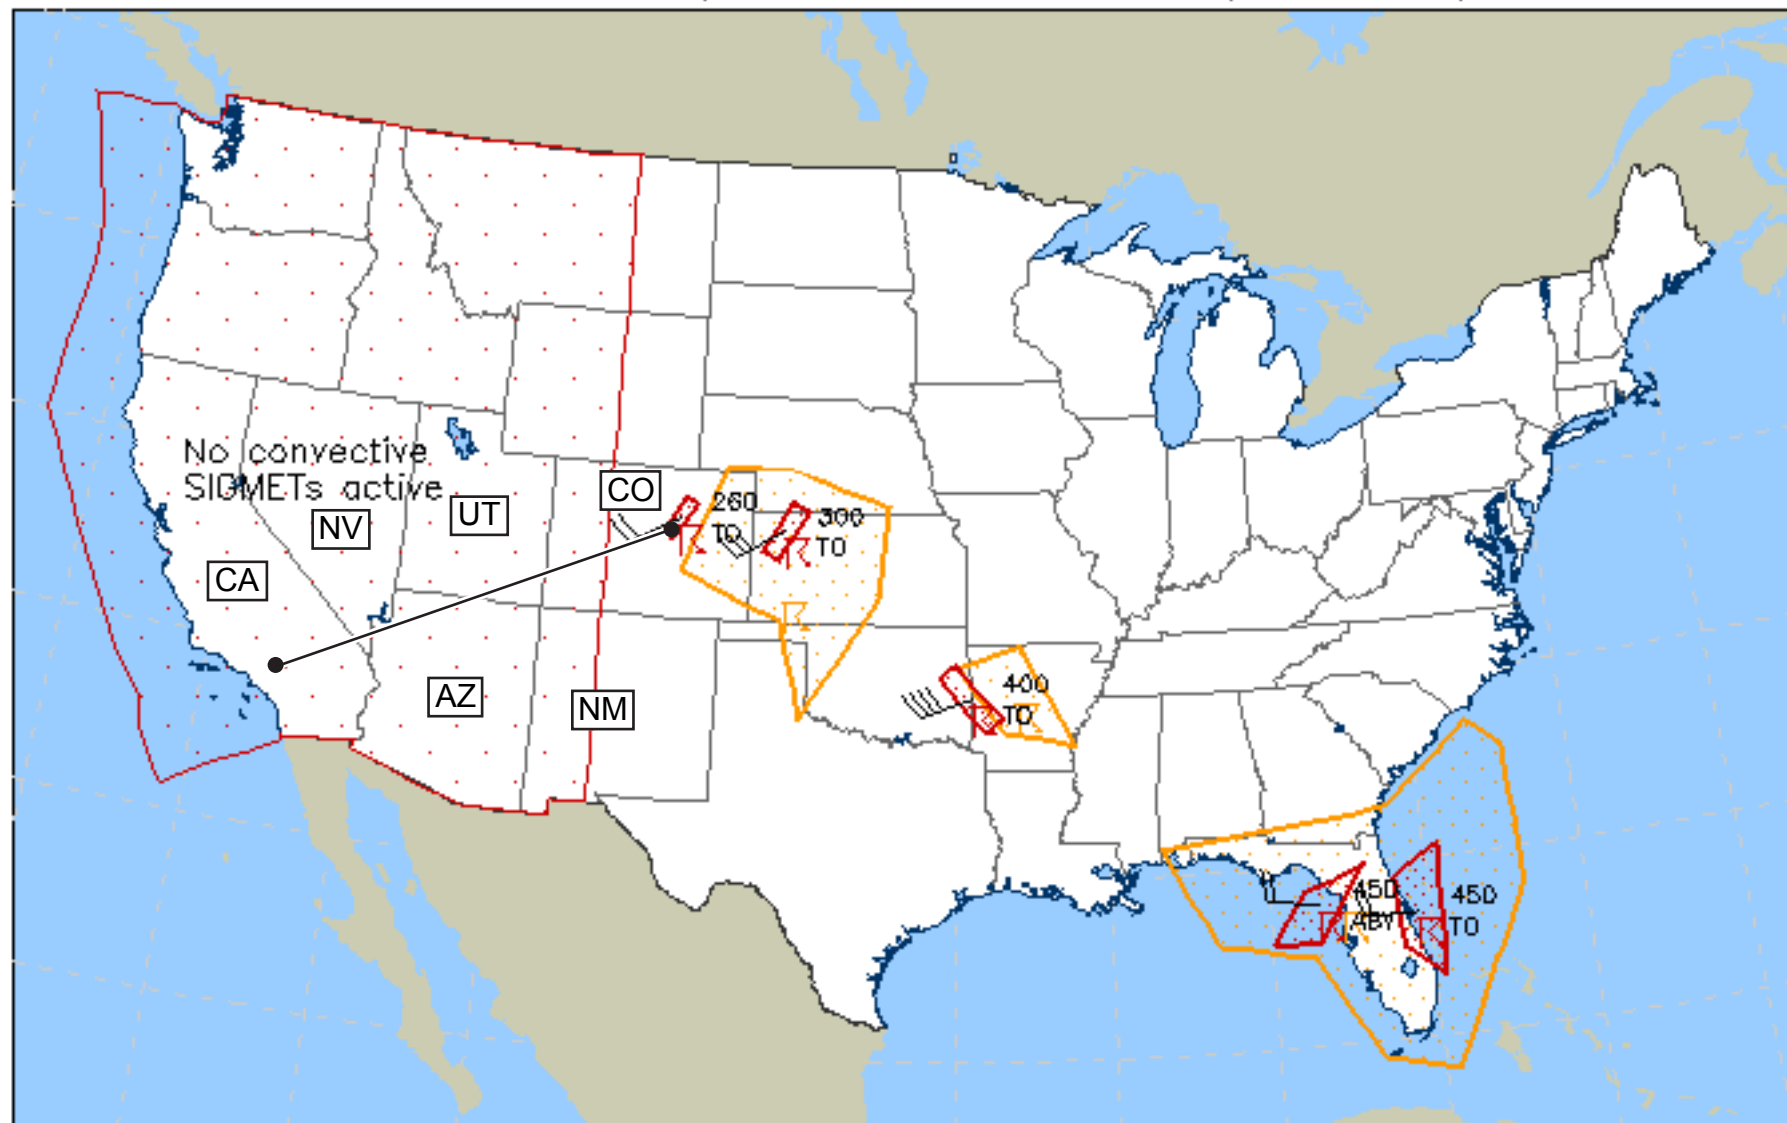 No convective
SIGMETs active
CO
NV
UT
CA
AZ
NM
260
TO
300
TO
400
TO
450
ABV
450
TO